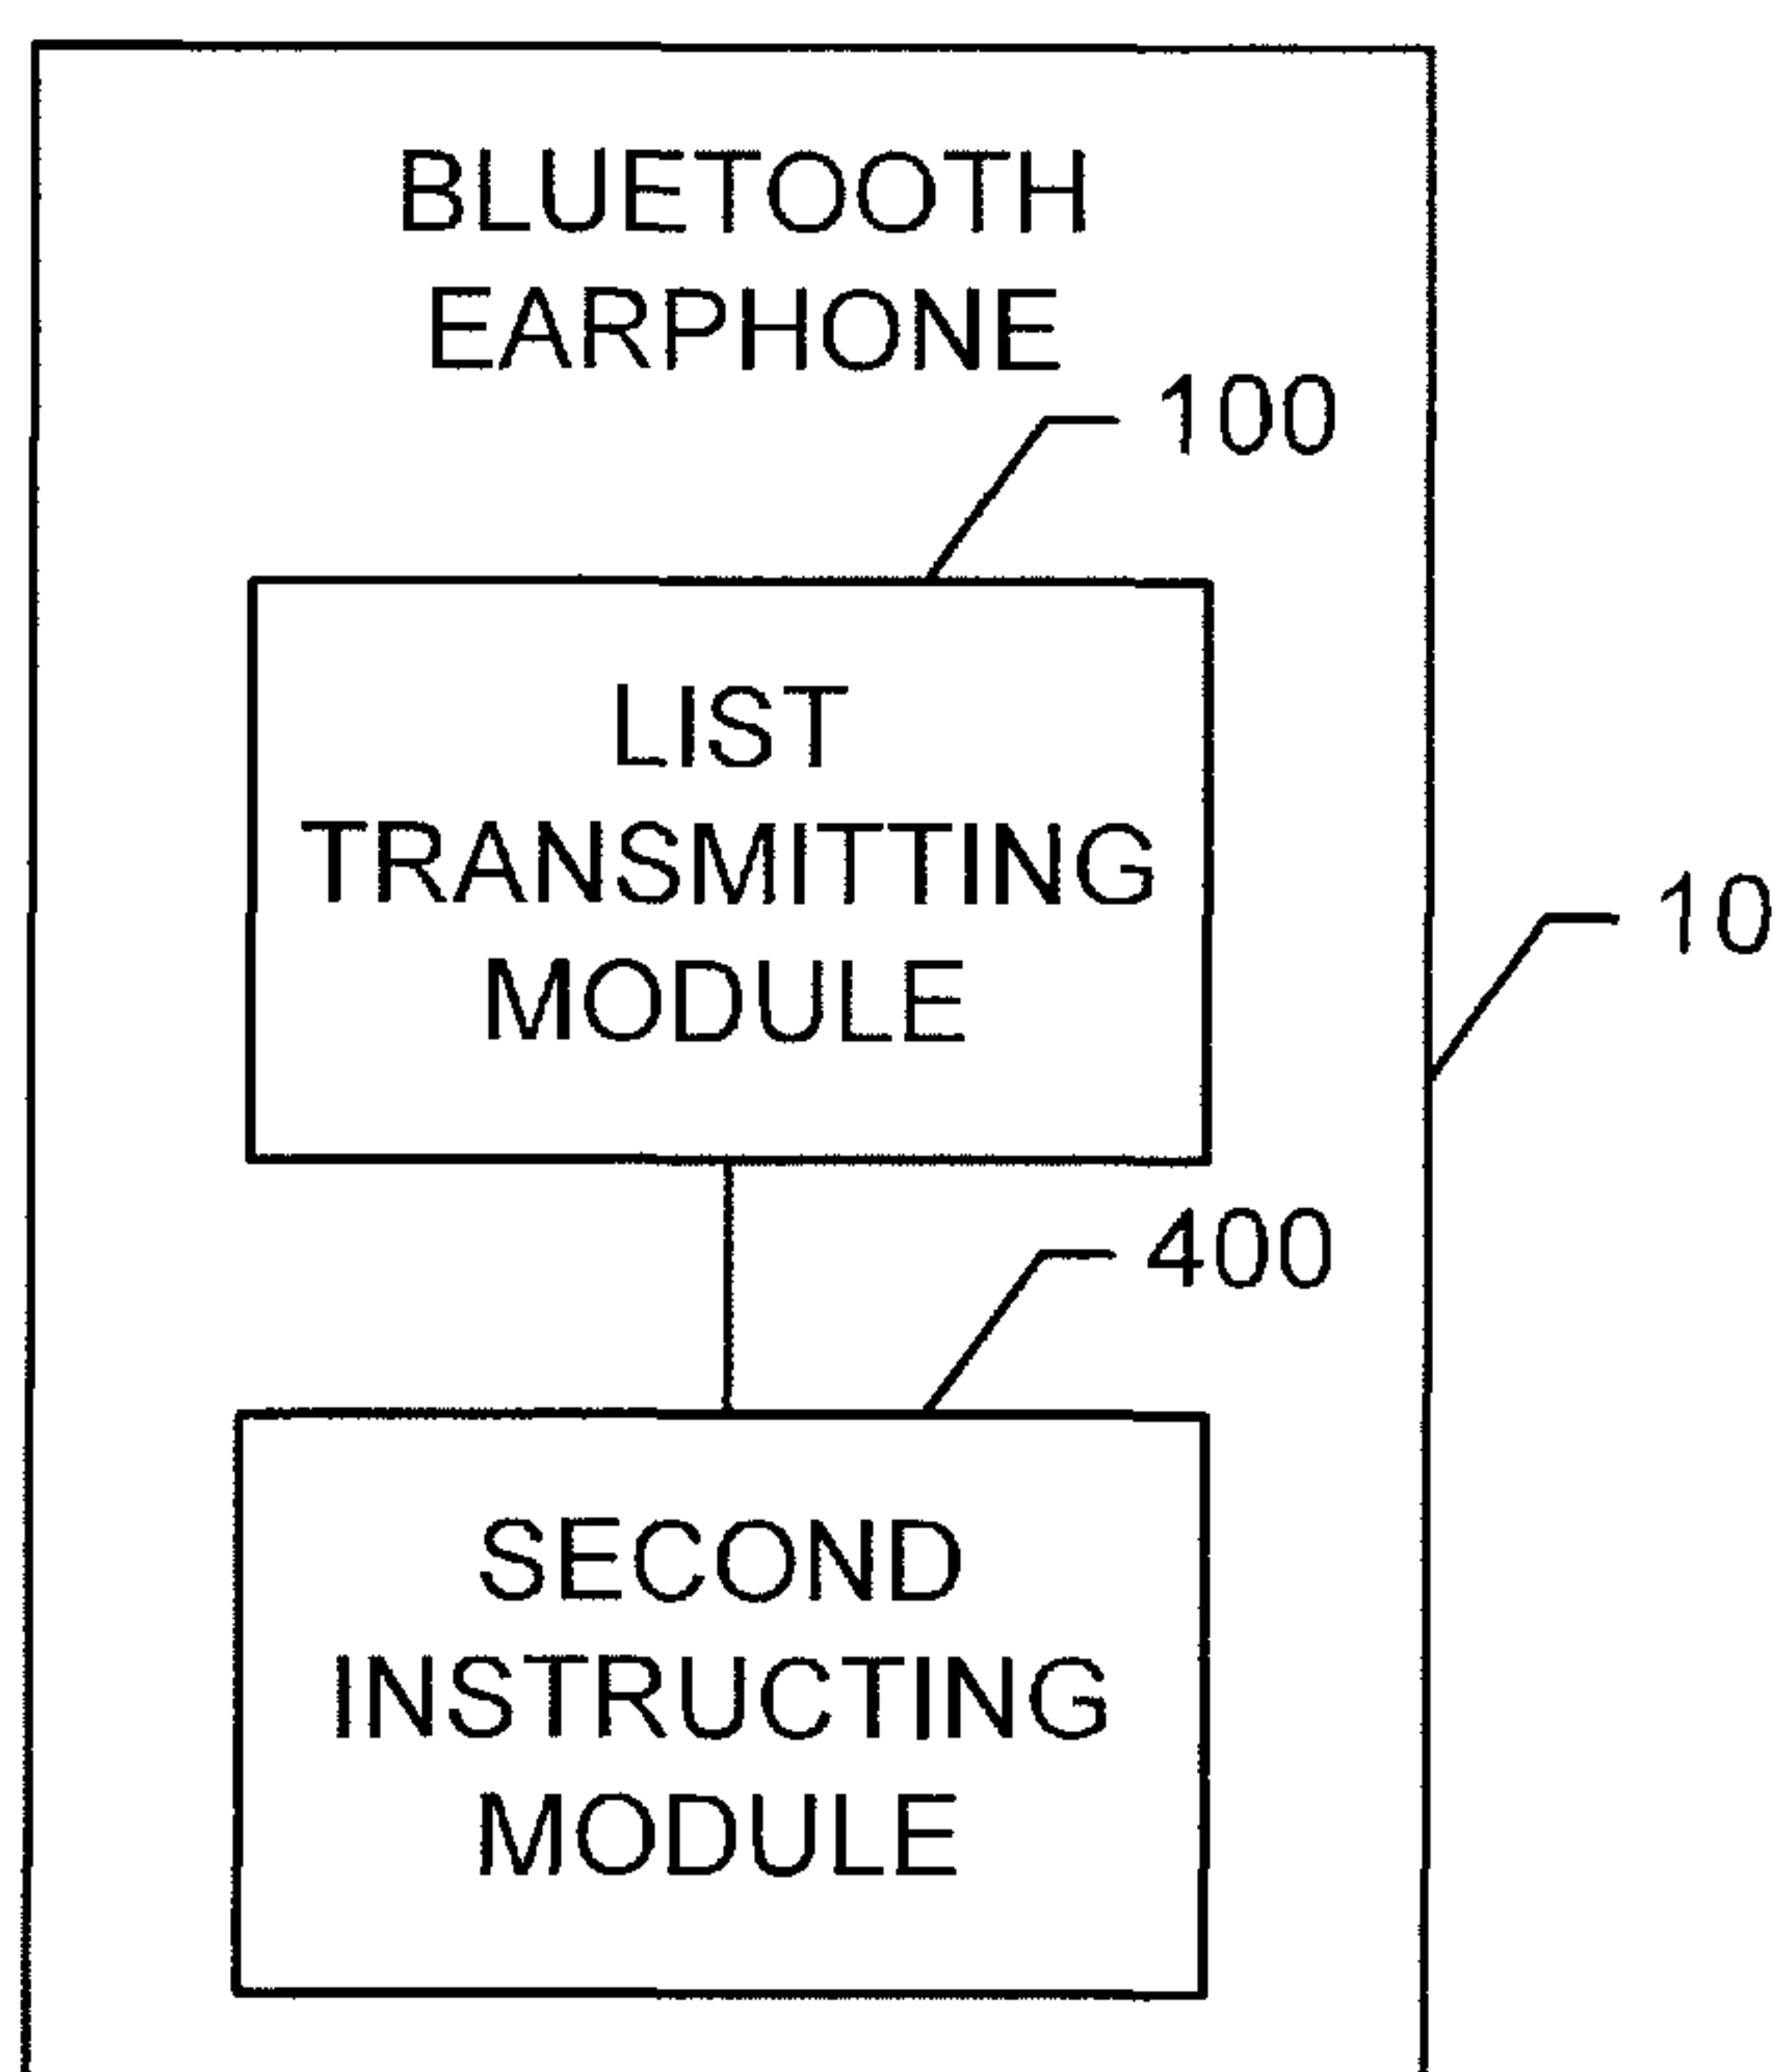 BLUETOOTH
EARPHONE
100
LIST
TRANSMITTING
MODULE
10
400
SECOND
INSTRUCTING
MODULE